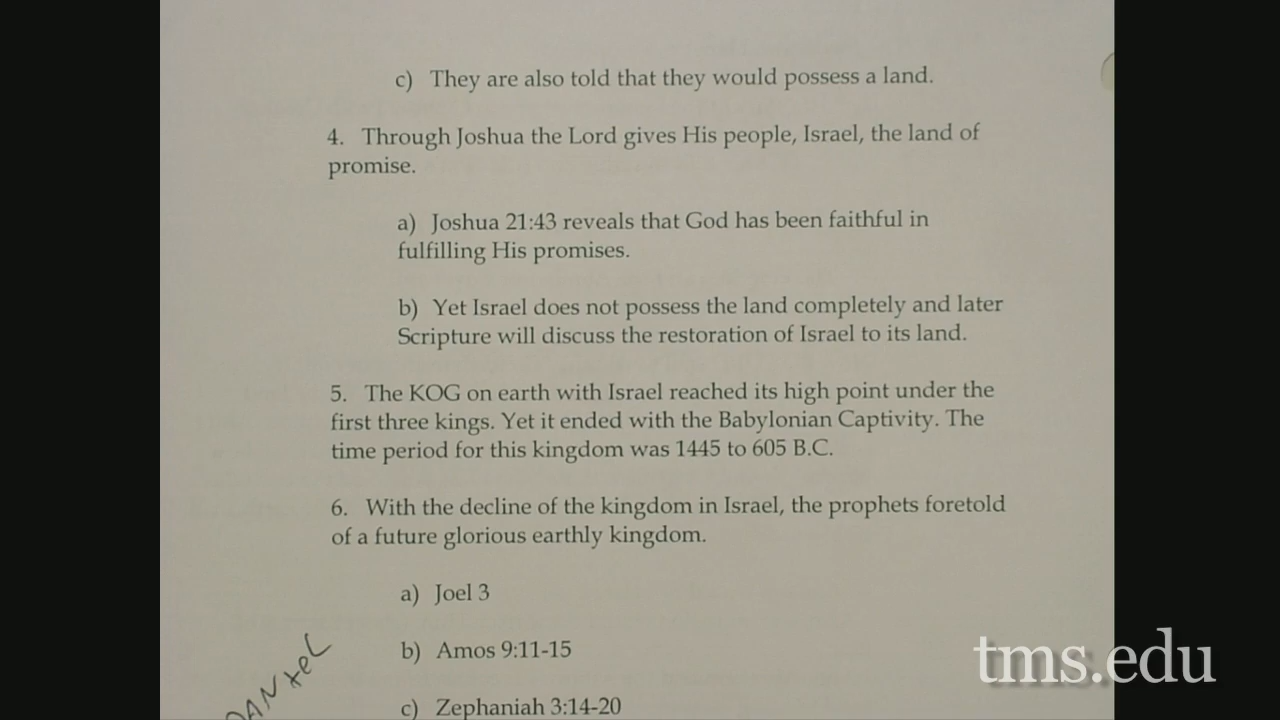 c) They are also told that they would possess a land.
4. Through Joshua the Lord gives His people, Israel, the land of
promise.
a) Joshua 21:43 reveals that God has been faithful in
fulfilling His promises.
b) Yet Israel does not possess the land completely and later
Scripture will discuss the restoration of Israel to its land.
5. The KOG on earth with Israel reached its high point under the
first three kings. Yet it ended with the Babylonian Captivity. The
time period for this kingdom was 1445 to 605 B.C.
6. With the decline of the kingdom in Israel, the prophets foretold
of a future glorious earthly kingdom.
a) Joel 3
b) Amos 9:11-15
DANIEL
c) Zephaniah 3:14-20
tms.edu